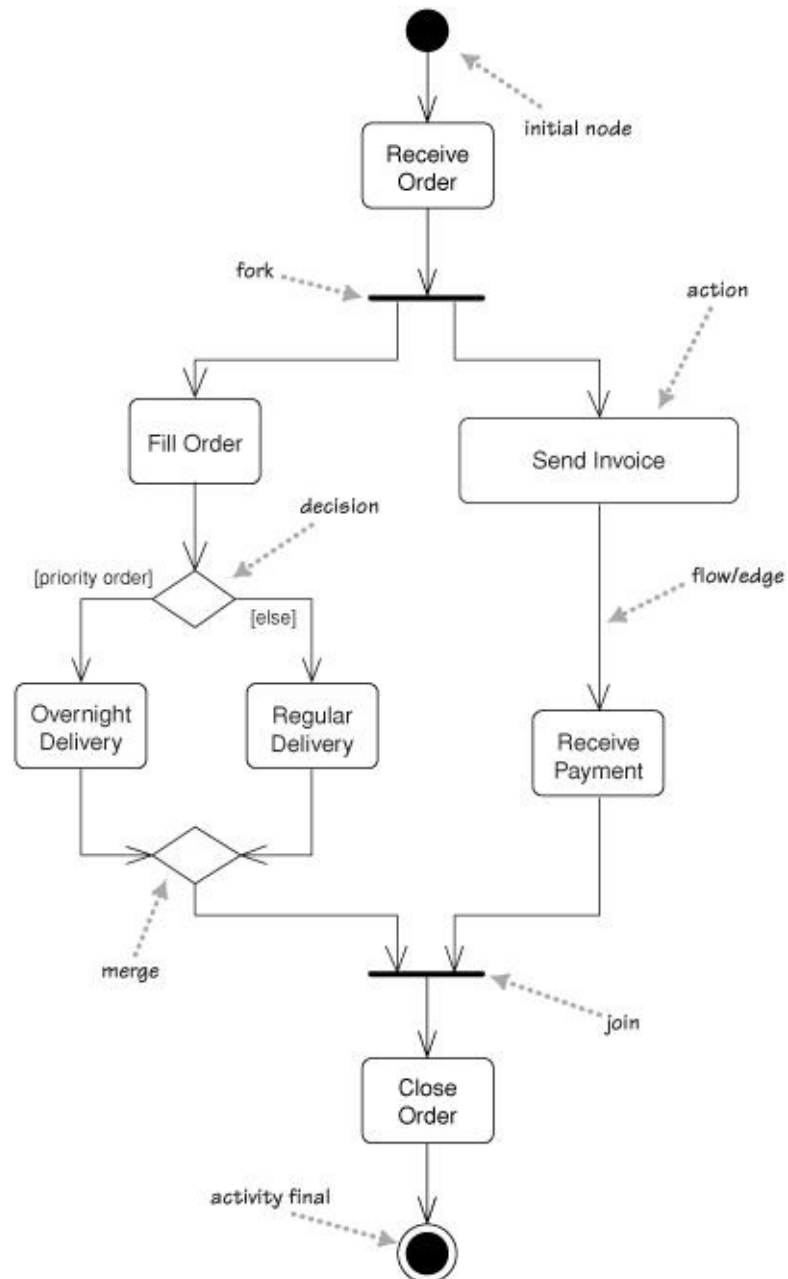 initial node
Receive
Order
fork
action
Fill Order
Send Invoice
decision
[priority order]
[else]
flow/edge
Overnight
Delivery
Regular
Delivery
Receive
Payment
merge
join
Close
Order
activity final